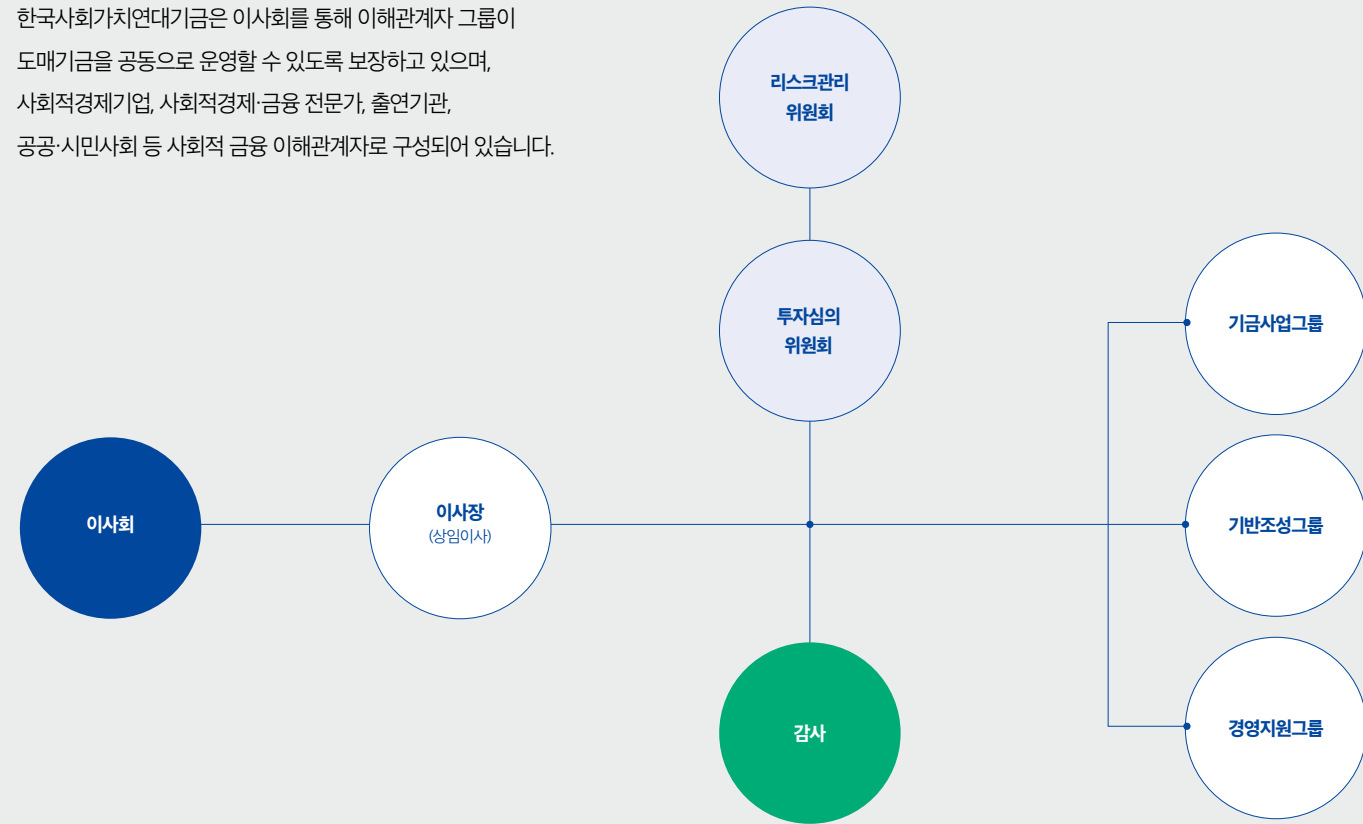 한국사회가치연대기금은 이사회를 통해 이해관계자 그룹이
도매기금을 공동으로 운영할 수 있도록 보장하고 있으며,
사회적경제기업, 사회적경제·금융 전문가, 출연기관,
공공·시민사회 등 사회적 금융 이해관계자로 구성되어 있습니다.
리스크관리
위원회
투자심의
위원회
기금사업그룹
이사회
이사장
(상임이사)
기반조성그룹
감사
경영지원그룹